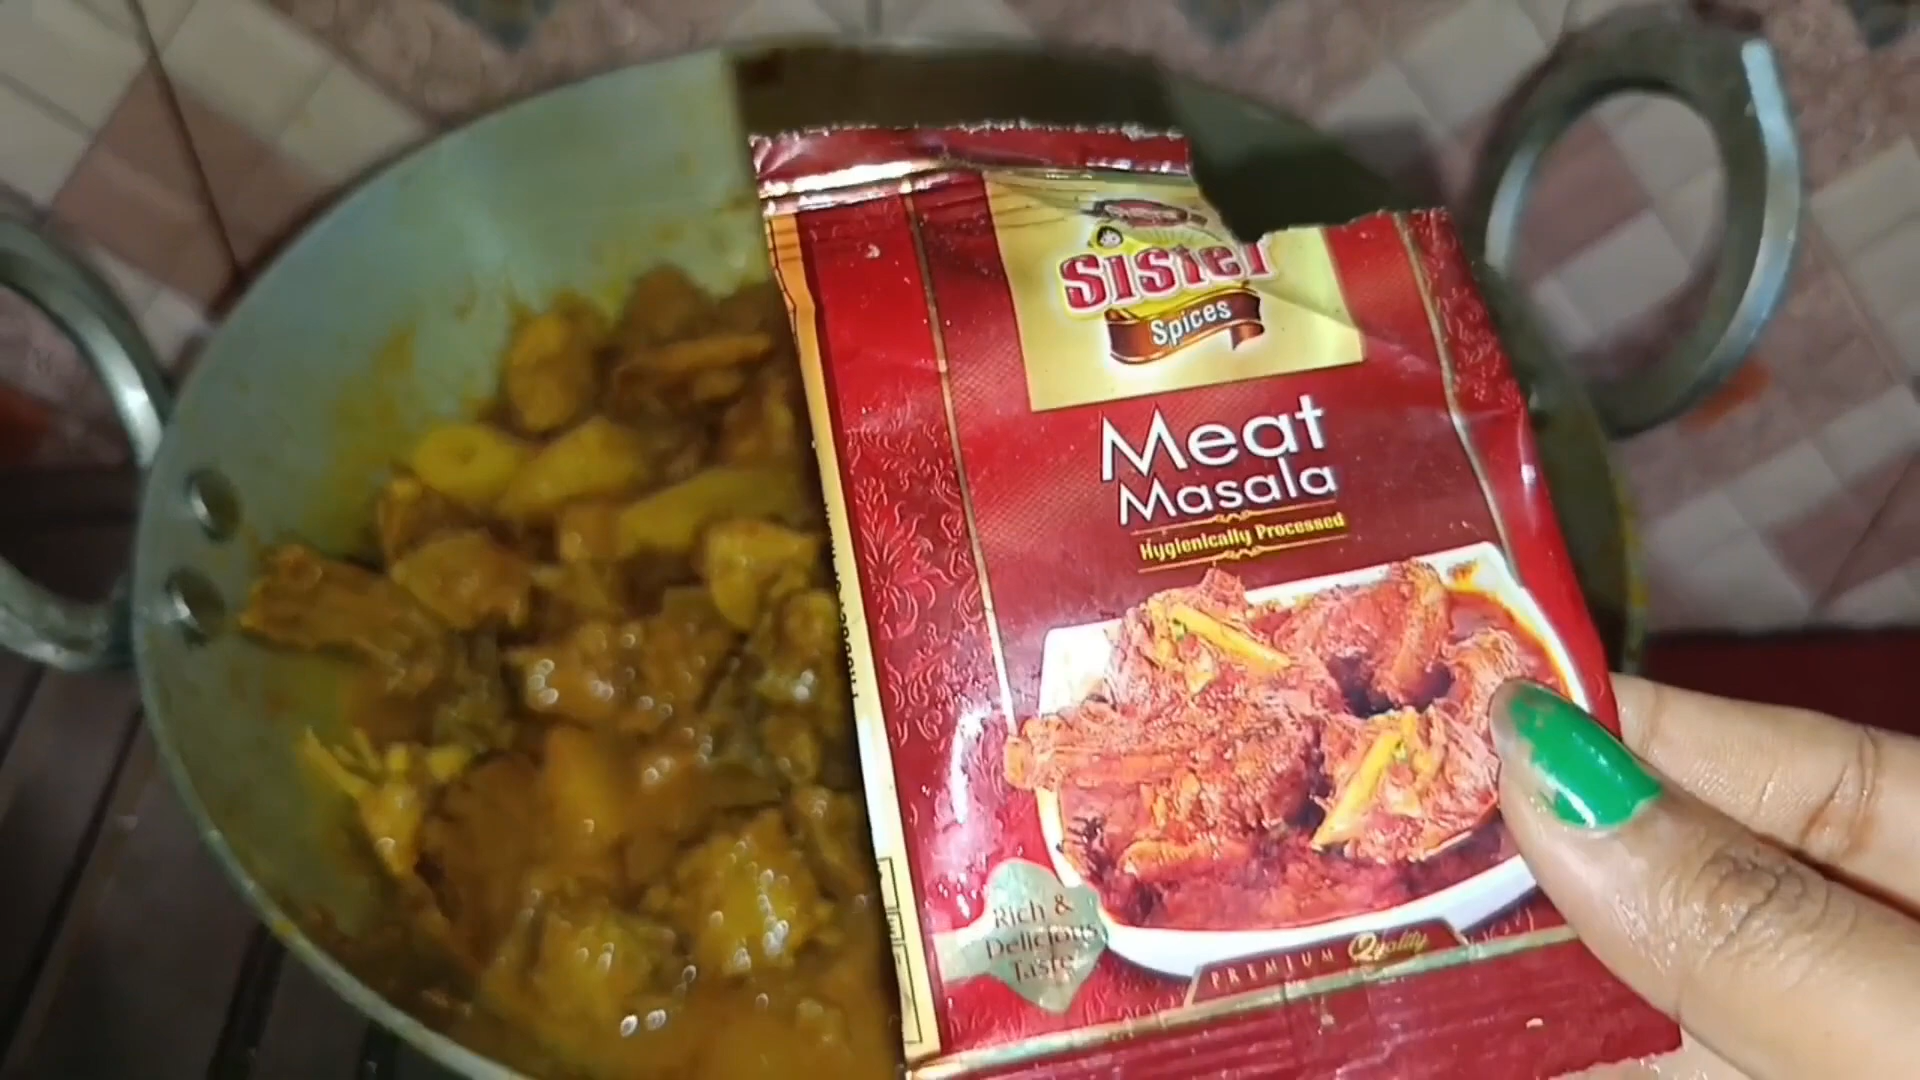 Sister
Spices
Meat
Masala
Hygienically Processed
Rich &
Delicious
Taste
PREMIUM Quality